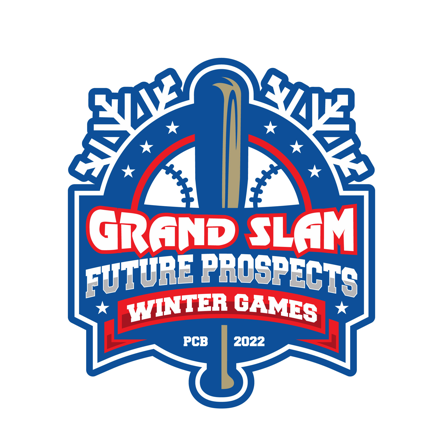 GRAND SLAM
FUTURE PROSPECTS
WINTER GAMES
PCB 2022